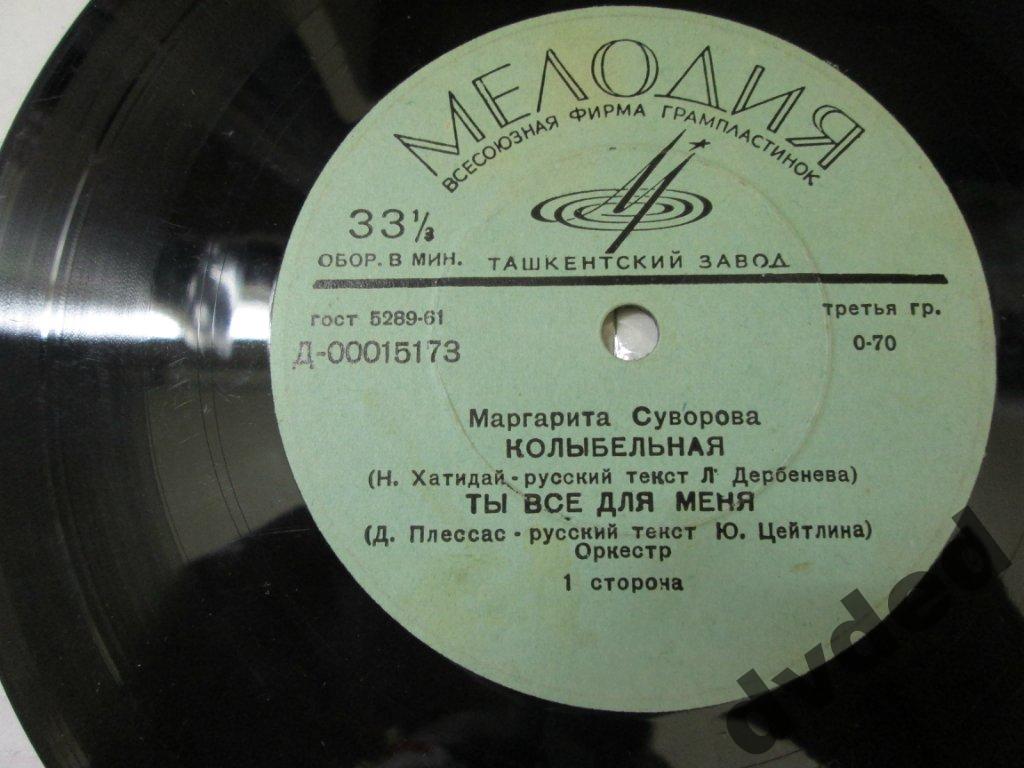 МЕЛОДИЯ
ВСЕСОЮЗНАЯ ФИРМА ГРАМПЛАСТИНОК
33⅓
ОБОР. В МИН.
ТАШКЕНТСКИЙ ЗАВОД
гост 5289-61
третья гр.
Д-00015173
0-70
Маргарита Суворова
КОЛЫБЕЛЬНАЯ
(Н. Хатидай - русский текст Л Дербенева)
ТЫ ВСЕ ДЛЯ МЕНЯ
(Д. Плессас - русский текст Ю. Цейтлина)
Оркестр
1 сторона
dvded